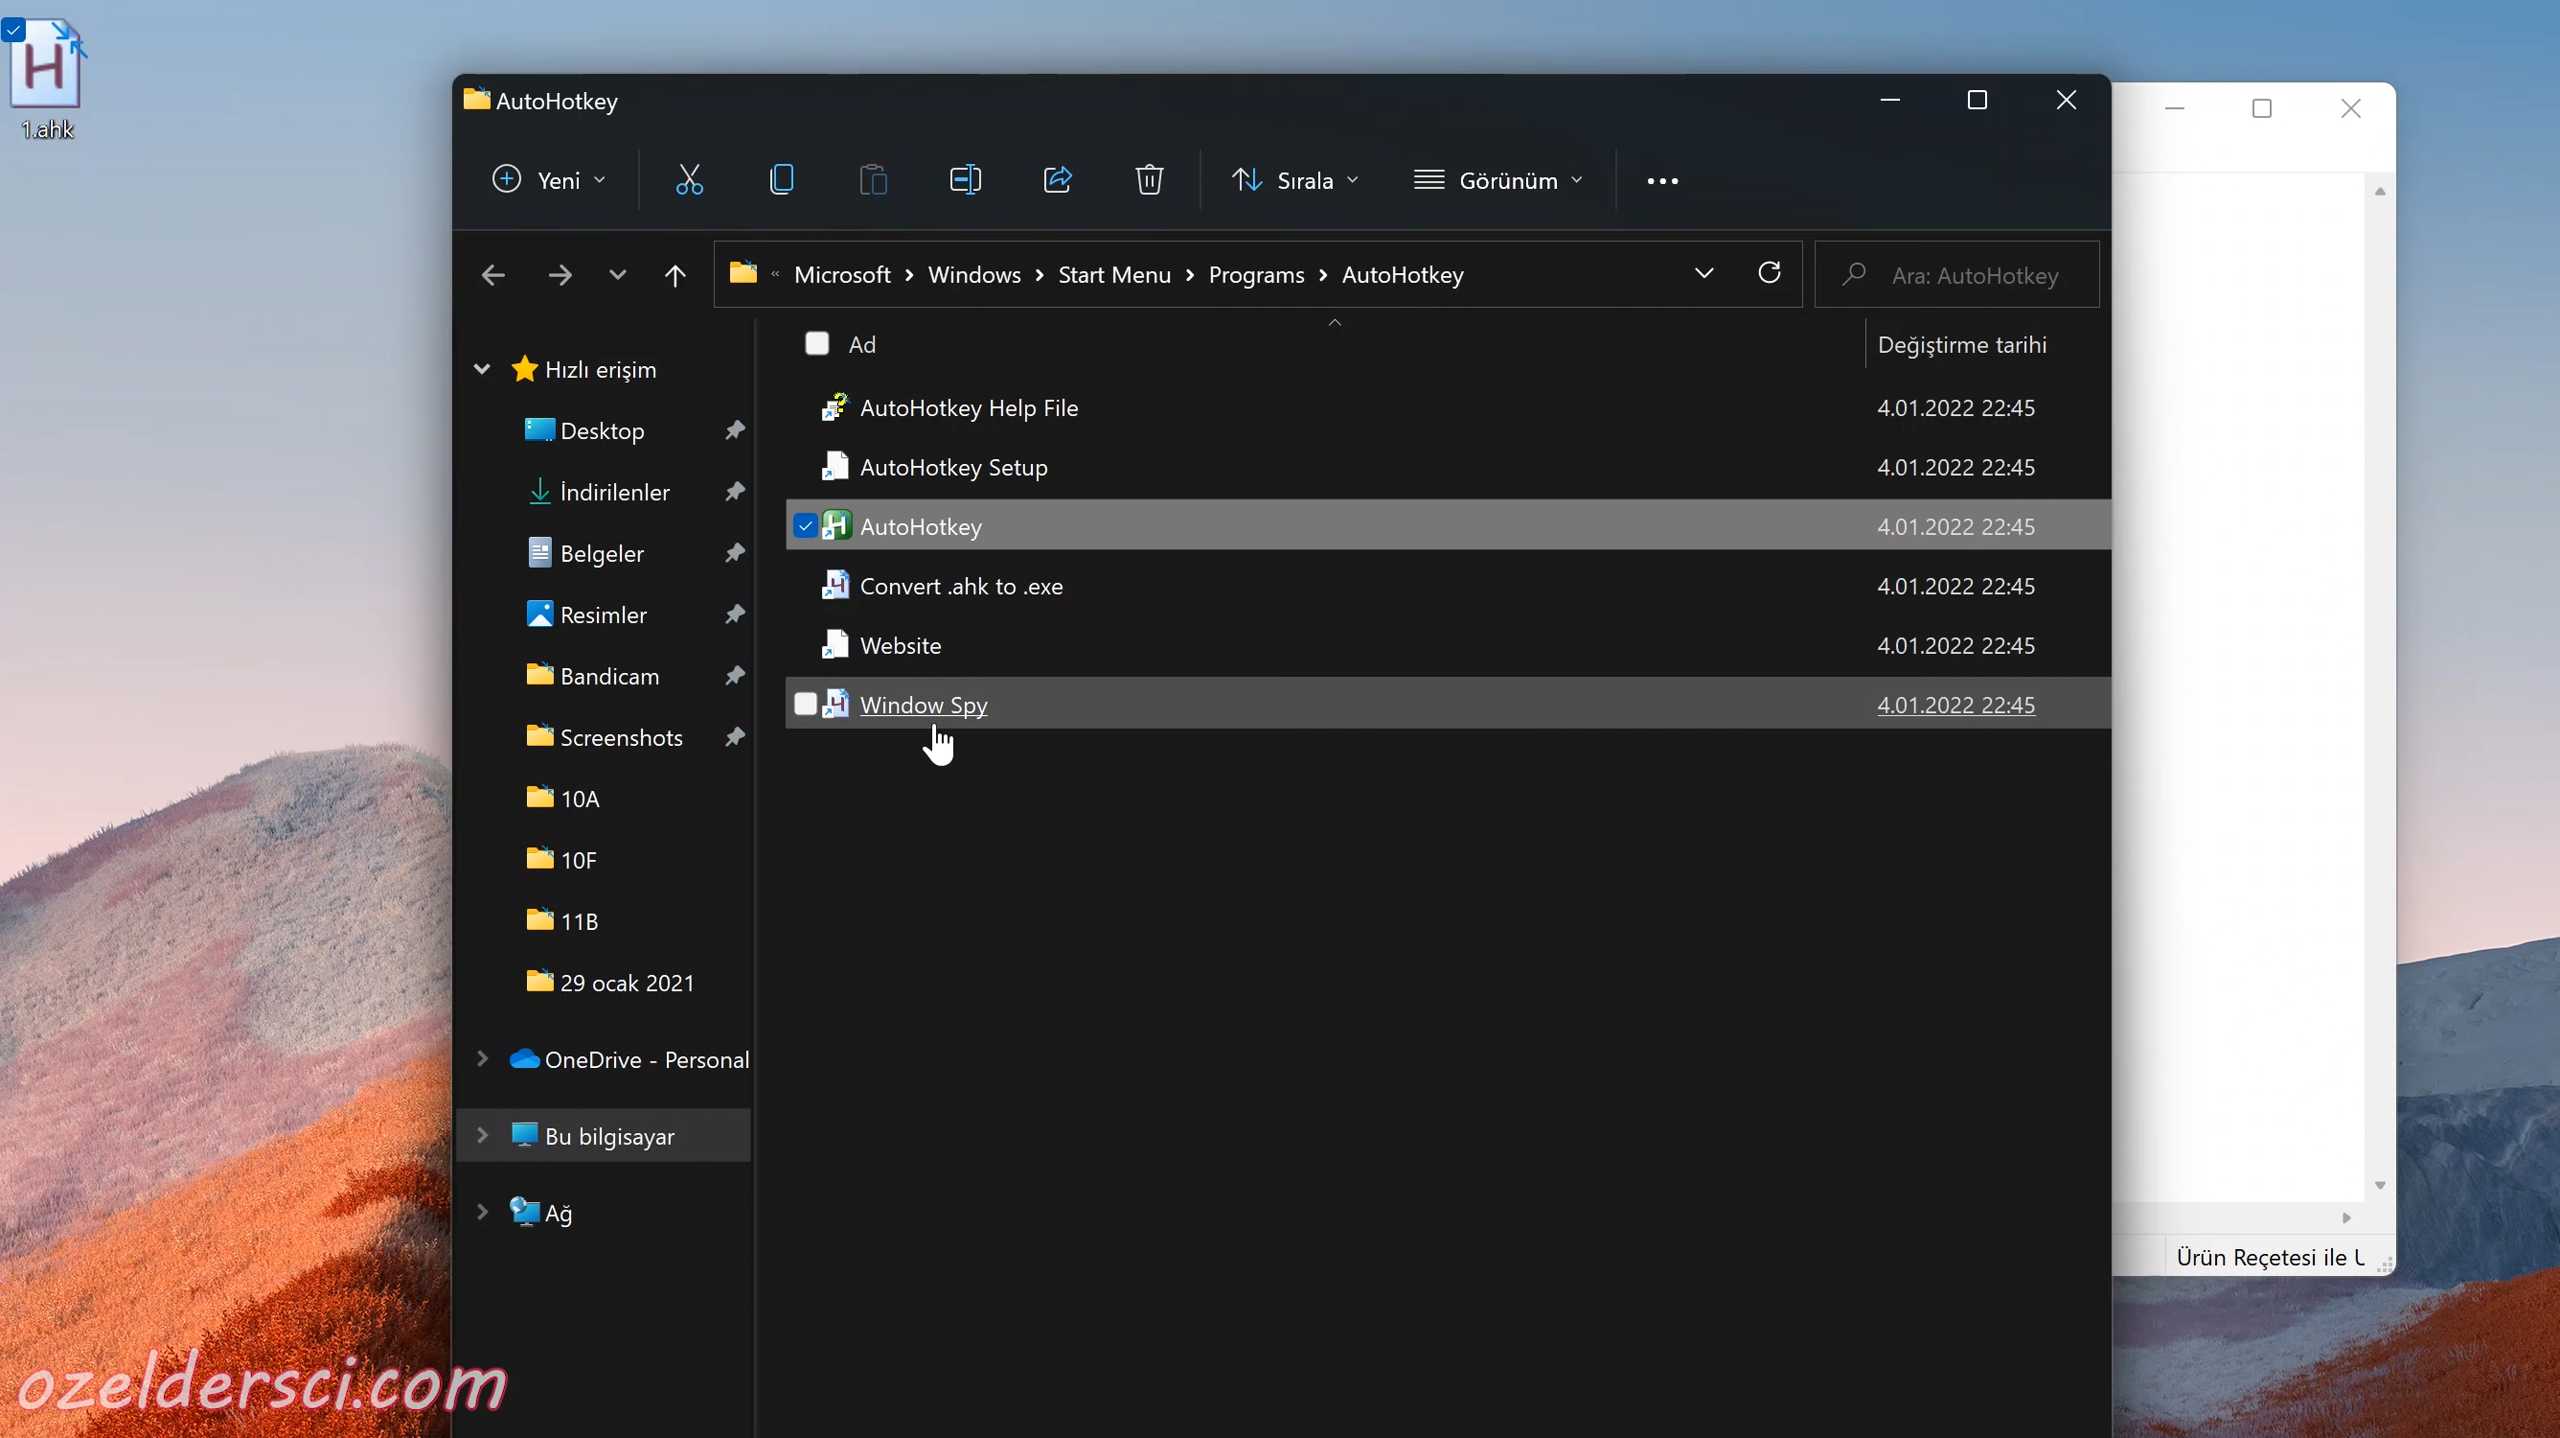 1.ahk
AutoHotkey
Yeni
Sırala
Görünüm
« Microsoft > Windows > Start Menu > Programs > AutoHotkey
Ara: AutoHotkey
Ad
Değiştirme tarihi
Hızlı erişim
Desktop
İndirilenler
Belgeler
Resimler
Bandicam
Screenshots
10A
10F
11B
29 ocak 2021
OneDrive - Personal
Bu bilgisayar
Ağ
AutoHotkey Help File 4.01.2022 22:45
AutoHotkey Setup 4.01.2022 22:45
AutoHotkey 4.01.2022 22:45
Convert .ahk to .exe 4.01.2022 22:45
Website 4.01.2022 22:45
Window Spy 4.01.2022 22:45
Ürün Reçetesi ile
ozeldersci.com